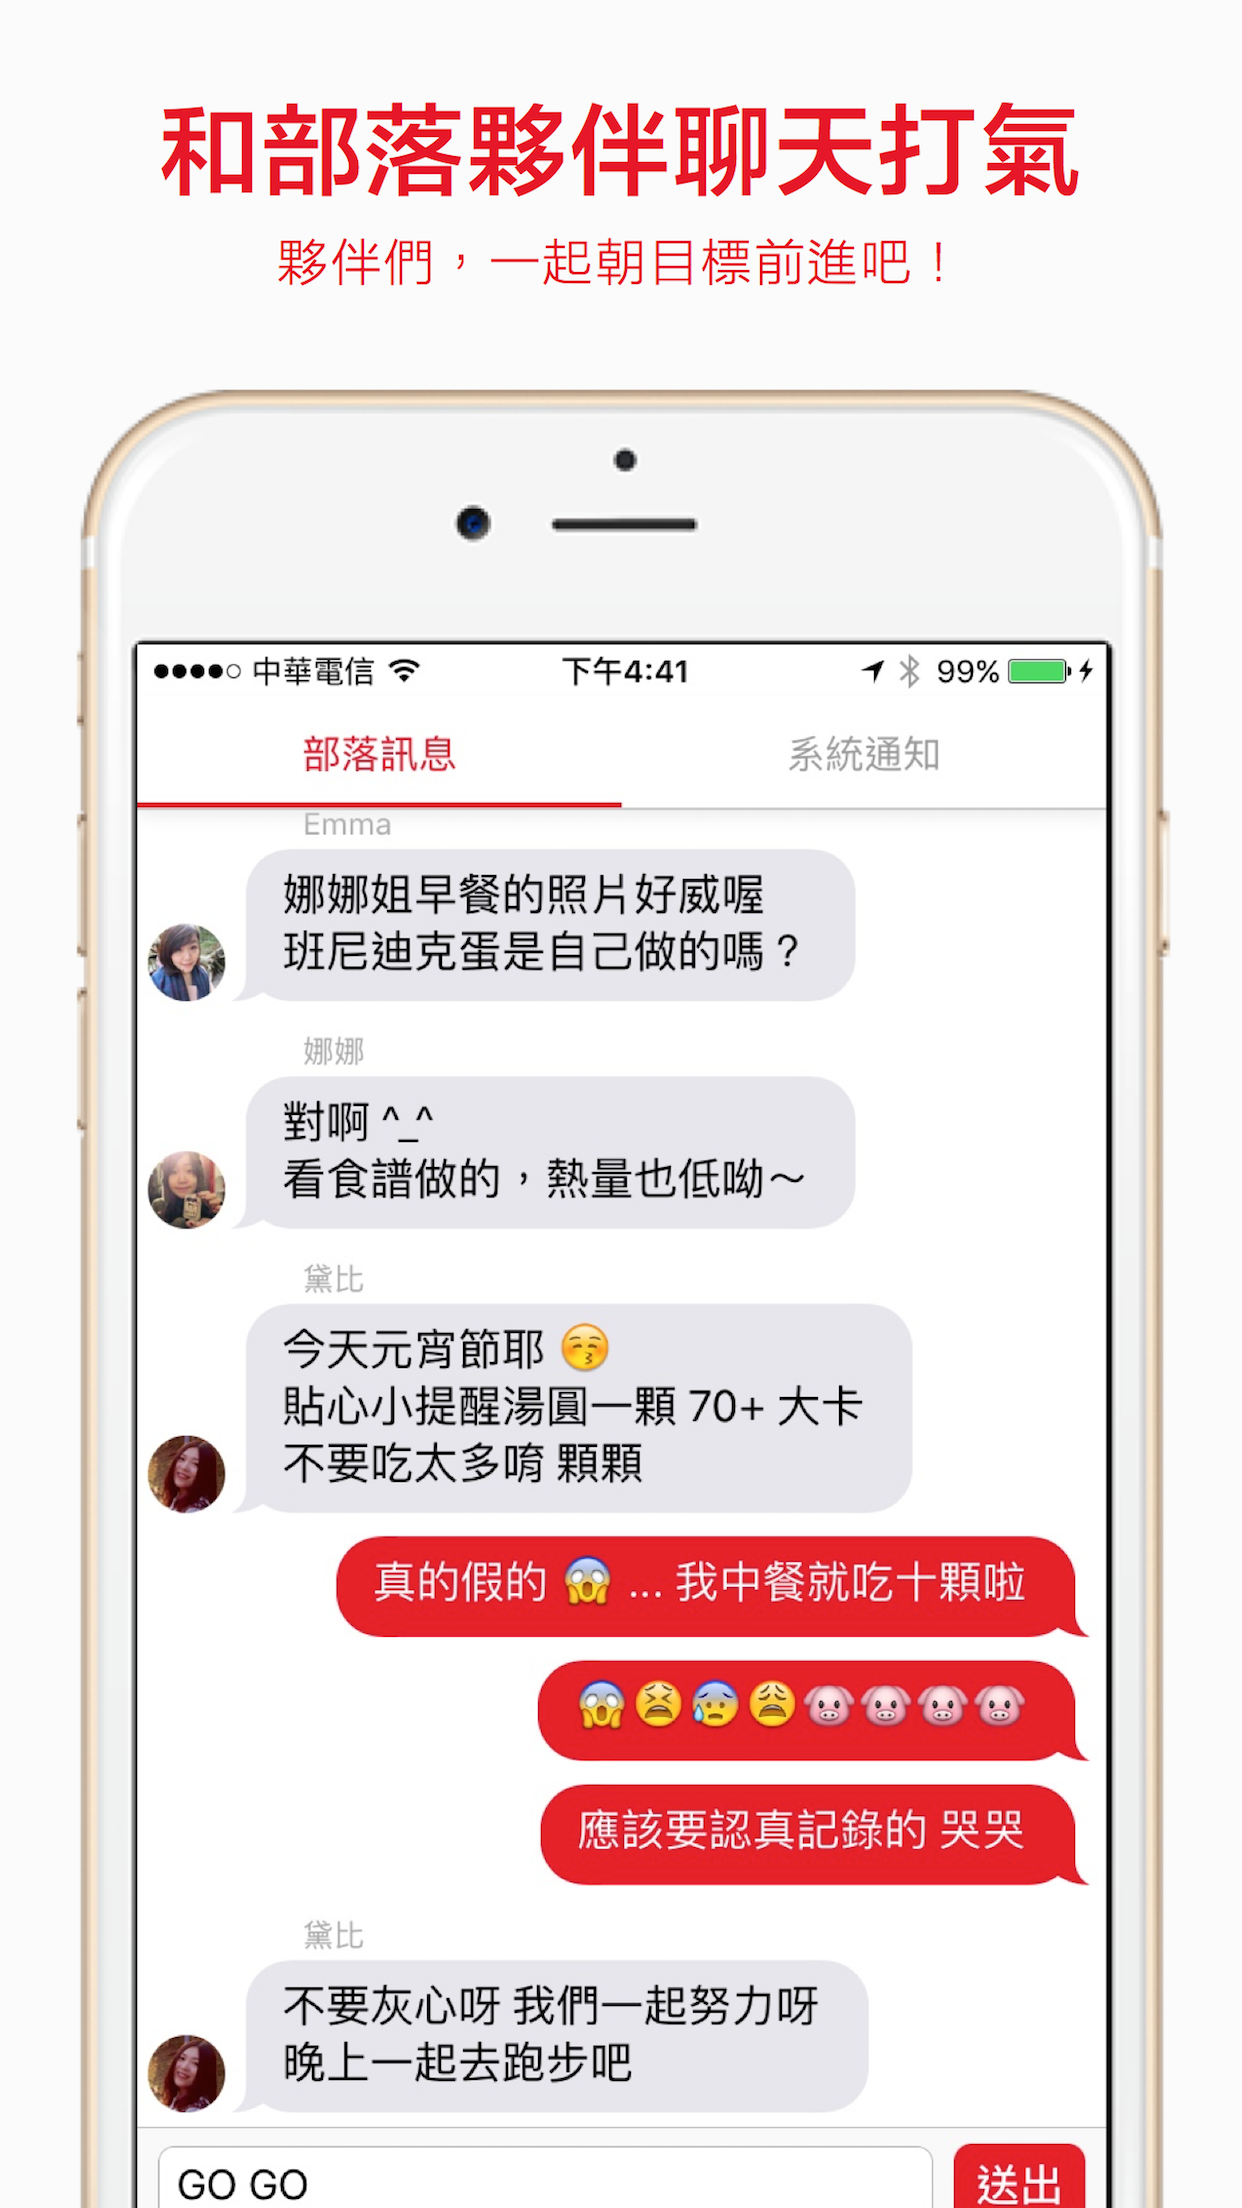 和部落夥伴聊天打氣
夥伴們，一起朝目標前進吧！
中華電信 下午4:41 99%
部落訊息 系統通知
Emma
娜娜姐早餐的照片好威喔
班尼迪克蛋是自己做的嗎？
娜娜
對啊 ^_^
看食譜做的，熱量也低呦～
黛比
今天元宵節耶 😚
貼心小提醒湯圓一顆 70+ 大卡
不要吃太多唷 顆顆
真的假的 😱 ... 我中餐就吃十顆啦
😱😫😰😩🐷🐷🐷🐷
應該要認真記錄的 哭哭
黛比
不要灰心呀 我們一起努力呀
晚上一起去跑步吧
GO GO 送出